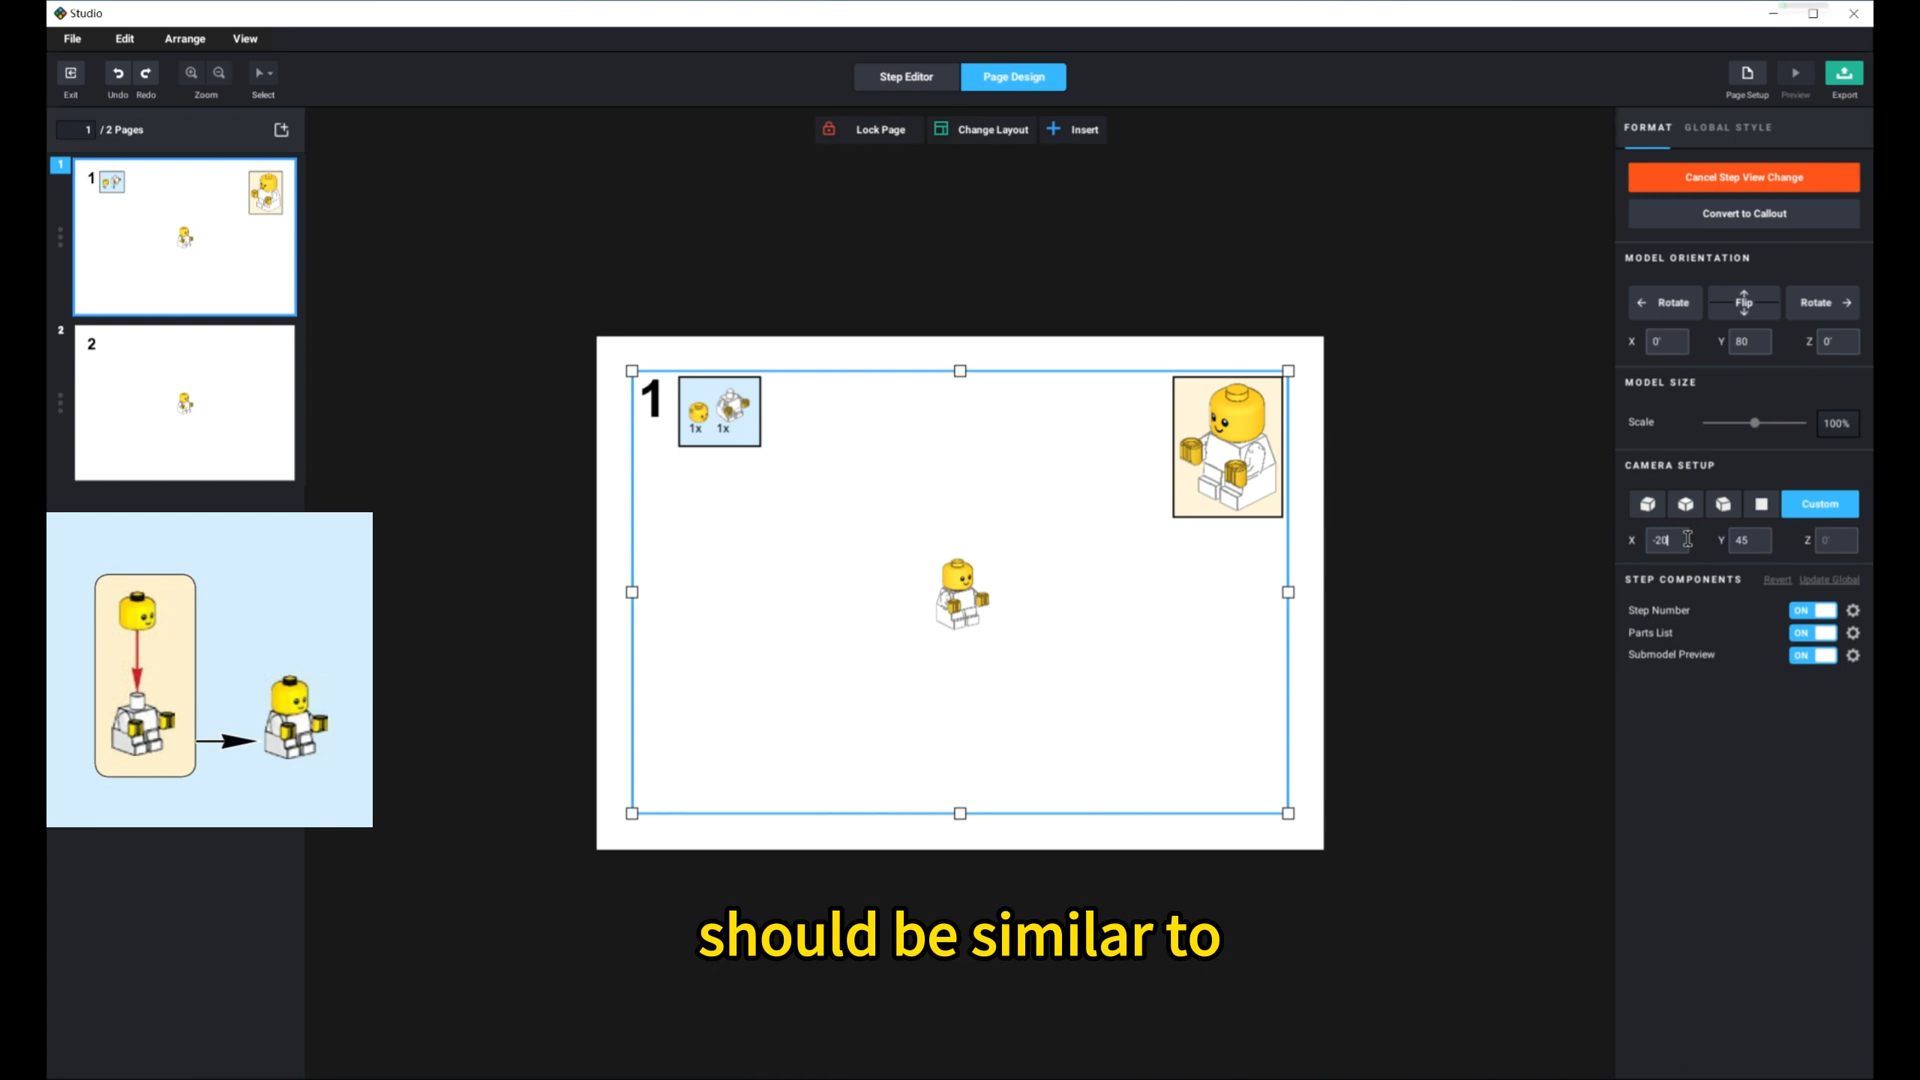 Studio
File Edit Arrange View
Exit Undo Redo Zoom Select
Step Editor Page Design
Page Setup Preview Export
1 / 2 Pages
Lock Page Change Layout Insert
FORMAT GLOBAL STYLE
1
1
2
2
1
1x 1x
Cancel Step View Change
Convert to Callout
MODEL ORIENTATION
Rotate Flip Rotate
X 0' Y 80 Z 0'
MODEL SIZE
Scale 100%
CAMERA SETUP
Custom
X -20 Y 45 Z 0'
STEP COMPONENTS Revert Update Global
Step Number ON
Parts List ON
Submodel Preview ON
should be similar to